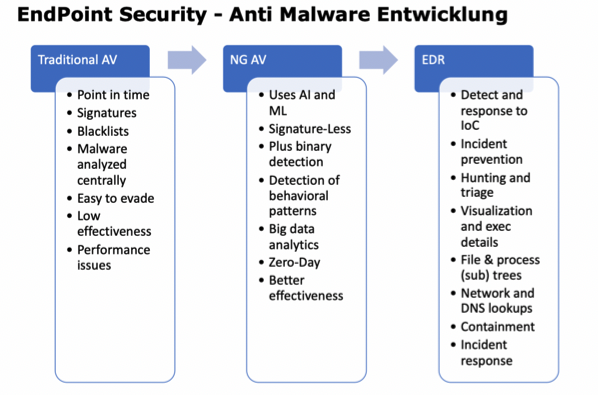 EndPoint Security - Anti Malware Entwicklung
Traditional AV
• Point in time
• Signatures
• Blacklists
• Malware
analyzed
centrally
• Easy to evade
• Low
effectiveness
• Performance
issues
NG AV
• Uses AI and
ML
• Signature-Less
• Plus binary
detection
• Detection of
behavioral
patterns
• Big data
analytics
• Zero-Day
• Better
effectiveness
EDR
• Detect and
response to
IoC
• Incident
prevention
• Hunting and
triage
• Visualization
and exec
details
• File & process
(sub) trees
• Network and
DNS lookups
• Containment
• Incident
response